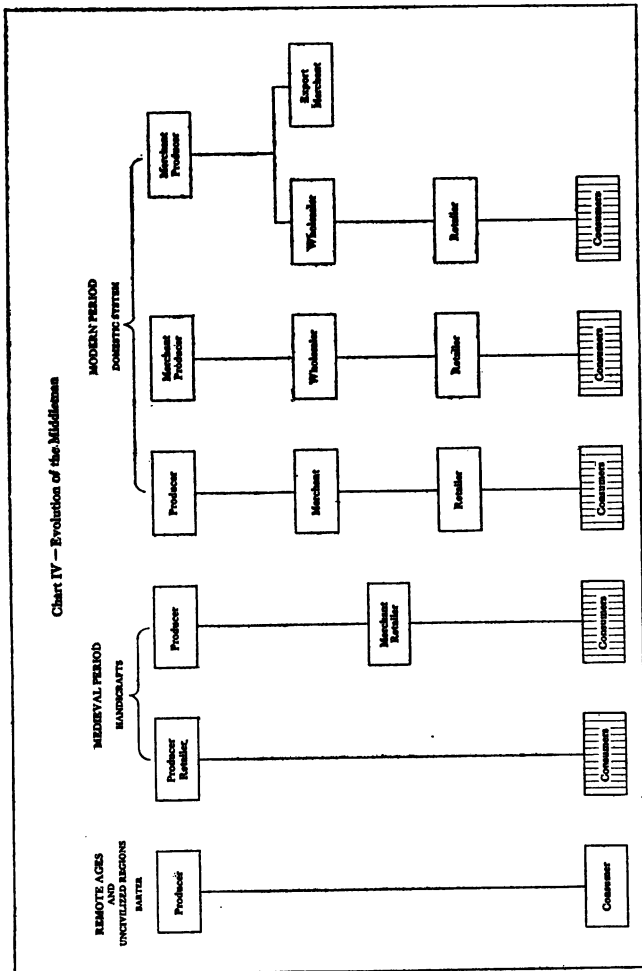 Chart IV — Evolution of the Middleman
REMOTE AGES
AND
UNCIVILIZED REGIONS
BARTER
Producer
Consumer
MEDIEVAL PERIOD
HANDICRAFTS
Producer
Retailer
Consumers
Producer
Merchant
Retailer
Consumers
MODERN PERIOD
DOMESTIC SYSTEM
Producer
Merchant
Retailer
Consumers
Merchant
Producer
Wholesaler
Retailer
Consumers
Merchant
Producer
Wholesaler
Export
Merchant
Retailer
Consumers